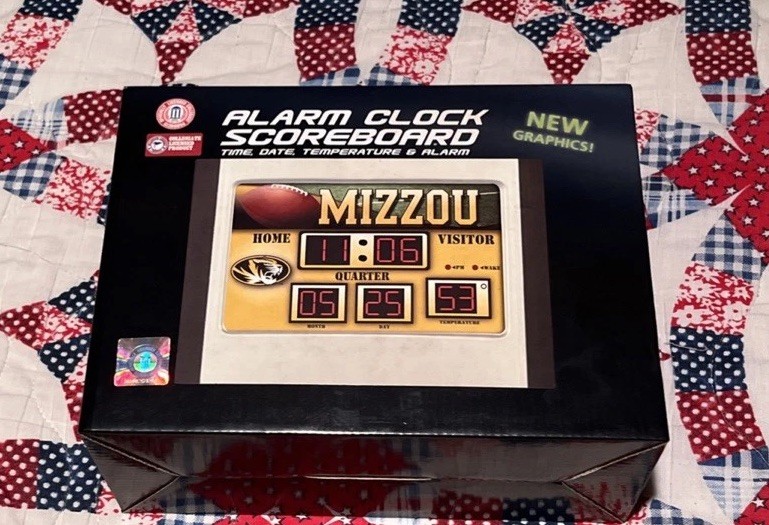 ALARM CLOCK
SCOREBOARD
TIME, DATE, TEMPERATURE & ALARM
NEW
GRAPHICS!
COLLEGIATE
LICENSED
PRODUCT
MIZZOU
HOME
11:06
VISITOR
PM
WAKE
QUARTER
05
25
53°
MONTH
DAY
TEMPERATURE